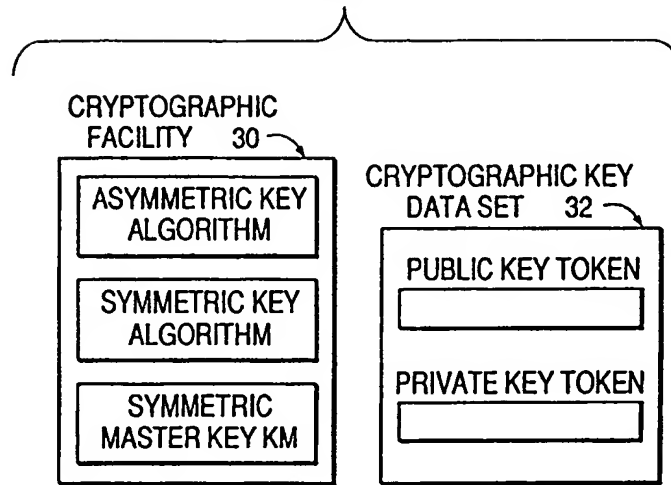 CRYPTOGRAPHIC
FACILITY 30
ASYMMETRIC KEY
ALGORITHM
SYMMETRIC KEY
ALGORITHM
SYMMETRIC
MASTER KEY KM
CRYPTOGRAPHIC KEY
DATA SET 32
PUBLIC KEY TOKEN
PRIVATE KEY TOKEN